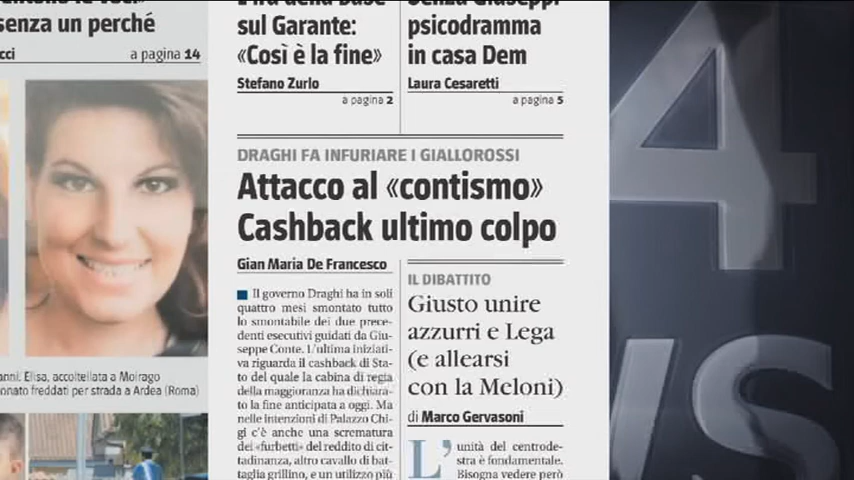 senza un perché
a pagina 14
anni. Elisa, accoltellata a Moirago
freddati per strada a Ardea (Roma)
sul Garante:
«Così è la fine»
Stefano Zurlo
a pagina 2
psicodramma
in casa Dem
Laura Cesaretti
a pagina 5
DRAGHI FA INFURIARE I GIALLOROSSI
Attacco al «contismo»
Cashback ultimo colpo
Gian Maria De Francesco
Il governo Draghi ha in soli
quattro mesi smontato tutto
lo smontabile dei due prece-
denti esecutivi guidati da Giu-
seppe Conte. L'ultima iniziati-
va riguarda il cashback di Sta-
to del quale la cabina di regia
della maggioranza ha dichiara-
to la fine anticipata a oggi. Ma
nelle intenzioni di Palazzo Chi-
gi c'è anche una scrematura
dei «furbetti» del reddito di cit-
tadinanza, altro cavallo di bat-
taglia grillino, e un utilizzo più
IL DIBATTITO
Giusto unire
azzurri e Lega
(e allearsi
con la Meloni)
di Marco Gervasoni
L'unità del centrode-
stra è fondamentale.
Bisogna vedere però
4